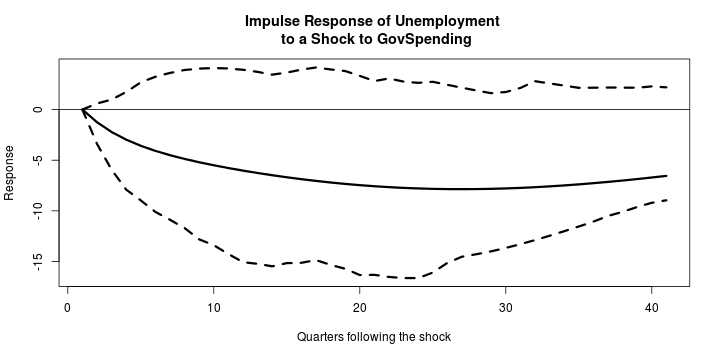 Impulse Response of Unemployment
to a Shock to GovSpending
Response
0
-5
-10
-15
0 10 20 30 40
Quarters following the shock